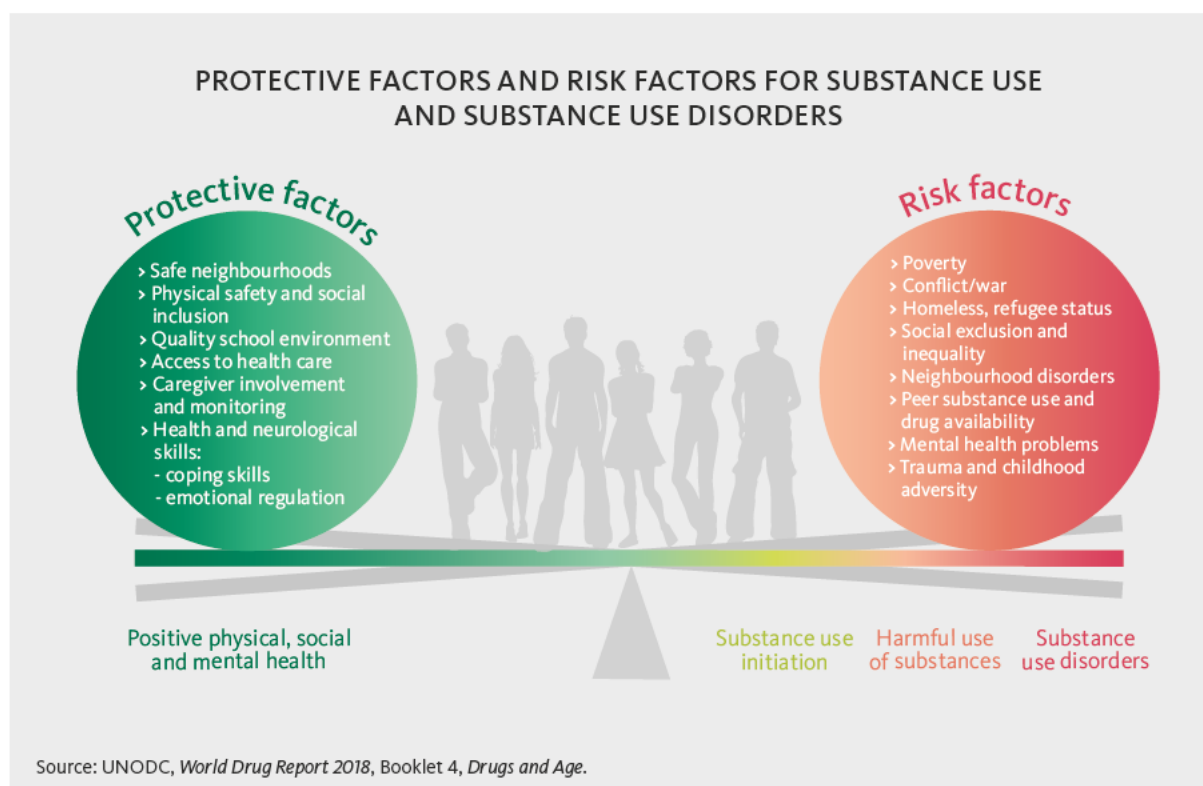 PROTECTIVE FACTORS AND RISK FACTORS FOR SUBSTANCE USE
AND SUBSTANCE USE DISORDERS
Protective factors
> Safe neighbourhoods
> Physical safety and social
inclusion
> Quality school environment
> Access to health care
> Caregiver involvement
and monitoring
> Health and neurological
skills:
- coping skills
- emotional regulation
Risk factors
> Poverty
> Conflict/war
> Homeless, refugee status
> Social exclusion and
inequality
> Neighbourhood disorders
> Peer substance use and
drug availability
> Mental health problems
> Trauma and childhood
adversity
Positive physical, social
and mental health
Substance use
initiation
Harmful use
of substances
Substance
use disorders
Source: UNODC, World Drug Report 2018, Booklet 4, Drugs and Age.